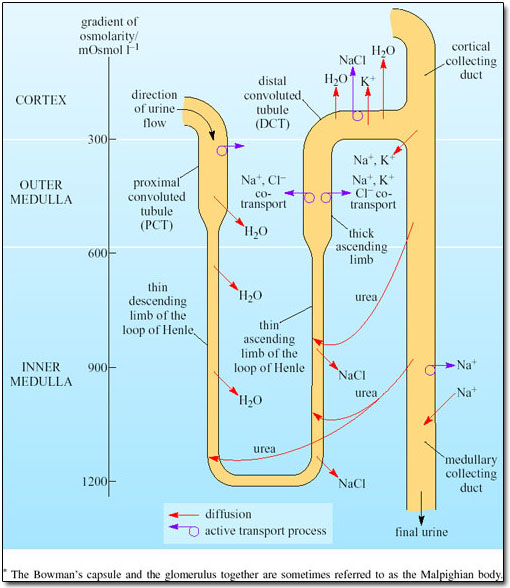 gradient of
osmolarity/
mOsmol l⁻¹
CORTEX
300
OUTER
MEDULLA
600
INNER
MEDULLA
900
1200
direction
of urine
flow
proximal
convoluted
tubule
(PCT)
H₂O
thin
descending
limb of the
loop of Henle
H₂O
H₂O
distal
convoluted
tubule
(DCT)
NaCl
H₂O
K⁺
H₂O
cortical
collecting
duct
Na⁺, K⁺
Na⁺, Cl⁻
co-
transport
Na⁺, K⁺
Cl⁻ co-
transport
thick
ascending
limb
urea
thin
ascending
limb of the
loop of Henle
NaCl
urea
urea
NaCl
Na⁺
Na⁺
medullary
collecting
duct
final urine
diffusion
active transport process
* The Bowman's capsule and the glomerulus together are sometimes referred to as the Malpighian body.